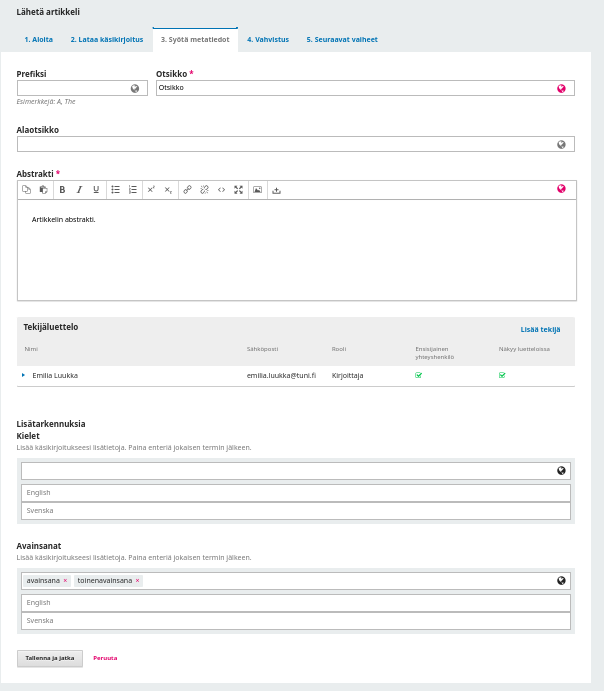 Lähetä artikkeli
1. Aloita 2. Lataa käsikirjoitus 3. Syötä metatiedot 4. Vahvistus 5. Seuraavat vaiheet
Prefiksi Otsikko *
Otsikko
Esimerkkejä: A, The
Alaotsikko
Abstrakti *
Artikkelin abstrakti.
Tekijäluettelo Lisää tekijä
Nimi Sähköposti Rooli Ensisijainen yhteyshenkilö Näkyy luetteloissa
Emilia Luukka emilia.luukka@tuni.fi Kirjoittaja
Lisätarkennuksia
Kielet
Lisää käsikirjoitukseesi lisätietoja. Paina enteriä jokaisen termin jälkeen.
English
Svenska
Avainsanat
Lisää käsikirjoitukseesi lisätietoja. Paina enteriä jokaisen termin jälkeen.
avainsana × toinenavainsana ×
English
Svenska
Tallenna ja jatka Peruuta